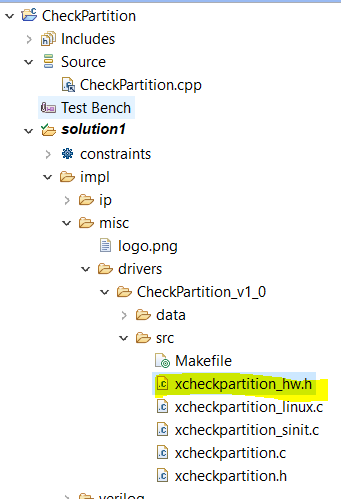 CheckPartition
Includes
Source
CheckPartition.cpp
Test Bench
solution1
constraints
impl
ip
misc
logo.png
drivers
CheckPartition_v1_0
data
src
Makefile
xcheckpartition_hw.h
xcheckpartition_linux.c
xcheckpartition_sinit.c
xcheckpartition.c
xcheckpartition.h
verilog